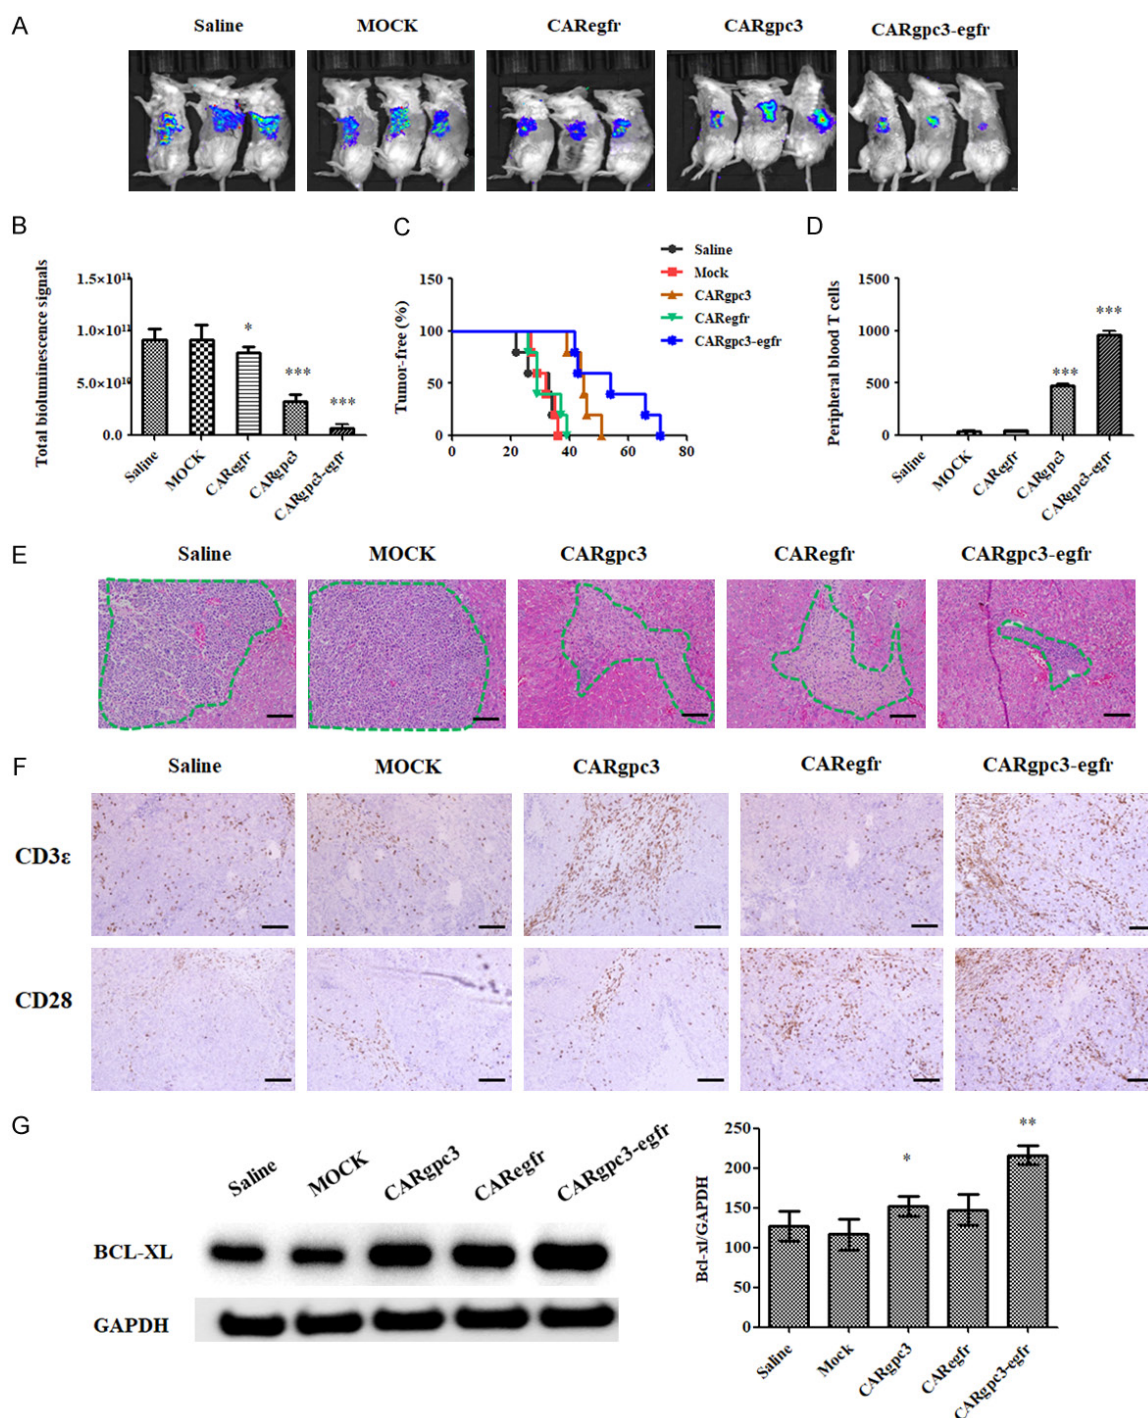 A
Saline MOCK CARegfr CARgpc3 CARgpc3-egfr
B
Total bioluminescence signals
1.5×10¹¹
1.0×10¹¹
5.0×10¹⁰
0.0
*
***
***
Saline MOCK CARegfr CARgpc3 CARgpc3-egfr
C
Tumor-free (%)
150
100
50
0
0 20 40 60 80
Saline
Mock
CARgpc3
CARegfr
CARgpc3-egfr
D
Peripheral blood T cells
1500
1000
500
0
***
***
Saline MOCK CARegfr CARgpc3 CARgpc3-egfr
E
Saline MOCK CARgpc3 CARegfr CARgpc3-egfr
F
Saline MOCK CARgpc3 CARegfr CARgpc3-egfr
CD3ε
CD28
G
Saline MOCK CARgpc3 CARegfr CARgpc3-egfr
BCL-XL
GAPDH
Bcl-xl/GAPDH
250
200
150
100
50
0
*
**
Saline Mock CARgpc3 CARegfr CARgpc3-egfr